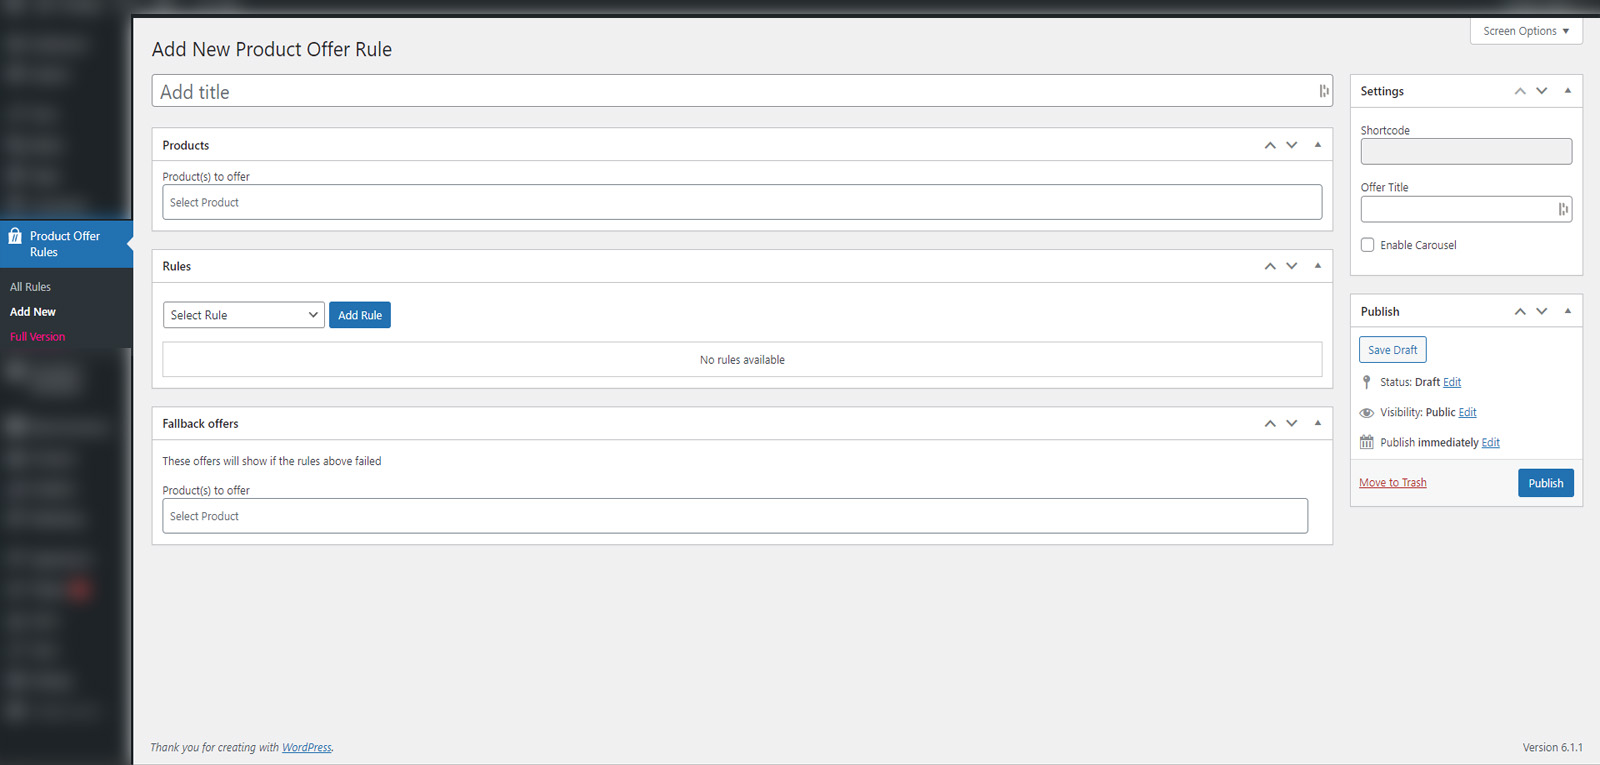 Screen Options ▼
Add New Product Offer Rule
Add title
Products
Product(s) to offer
Select Product
Rules
Select Rule
Add Rule
No rules available
Fallback offers
These offers will show if the rules above failed
Product(s) to offer
Select Product
Settings
Shortcode
Offer Title
Enable Carousel
Publish
Save Draft
Status: Draft Edit
Visibility: Public Edit
Publish immediately Edit
Move to Trash
Publish
Product Offer
Rules
All Rules
Add New
Full Version
Thank you for creating with WordPress.
Version 6.1.1